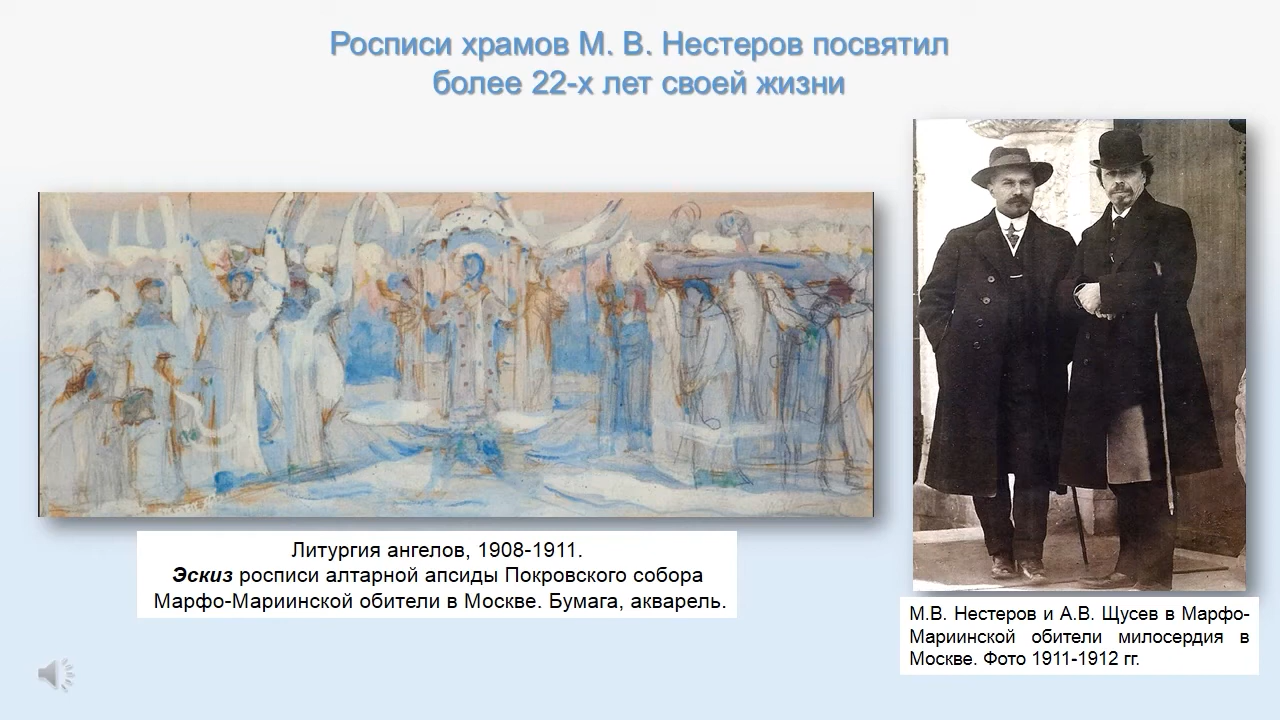 Росписи храмов М. В. Нестеров посвятил
более 22-х лет своей жизни
Литургия ангелов, 1908-1911.
Эскиз росписи алтарной апсиды Покровского собора
Марфо-Мариинской обители в Москве. Бумага, акварель.
М.В. Нестеров и А.В. Щусев в Марфо-
Мариинской обители милосердия в
Москве. Фото 1911-1912 гг.